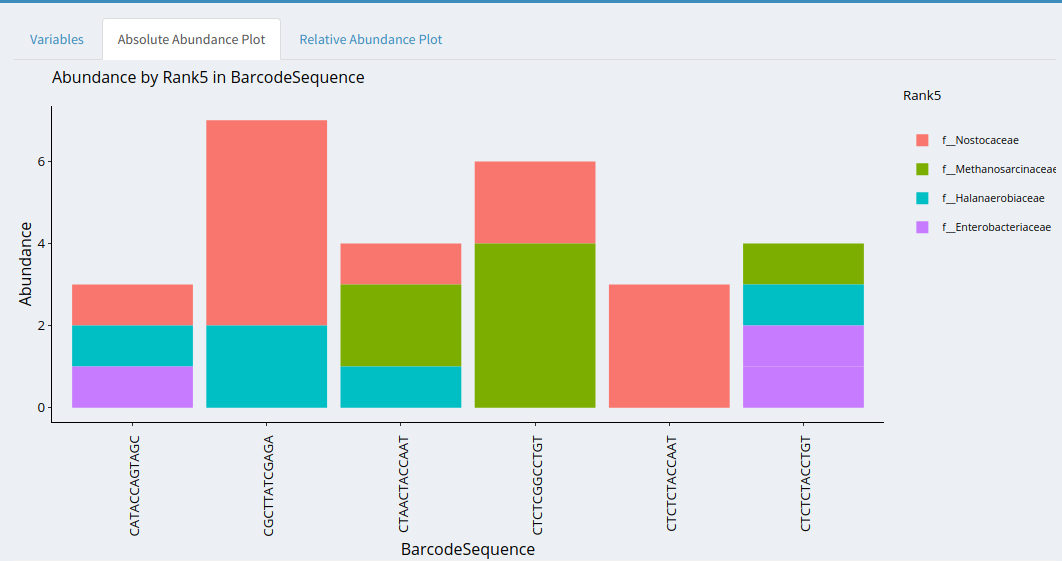 Variables
Absolute Abundance Plot
Relative Abundance Plot
Abundance by Rank5 in BarcodeSequence
Rank5
f__Nostocaceae
f__Methanosarcinaceae
f__Halanaerobiaceae
f__Enterobacteriaceae
Abundance
6
4
2
0
CATACCAGTAGC
CGCTTATCGAGA
CTAACTACCAAT
CTCTCGGCCTGT
CTCTCTACCAAT
CTCTCTACCTGT
BarcodeSequence